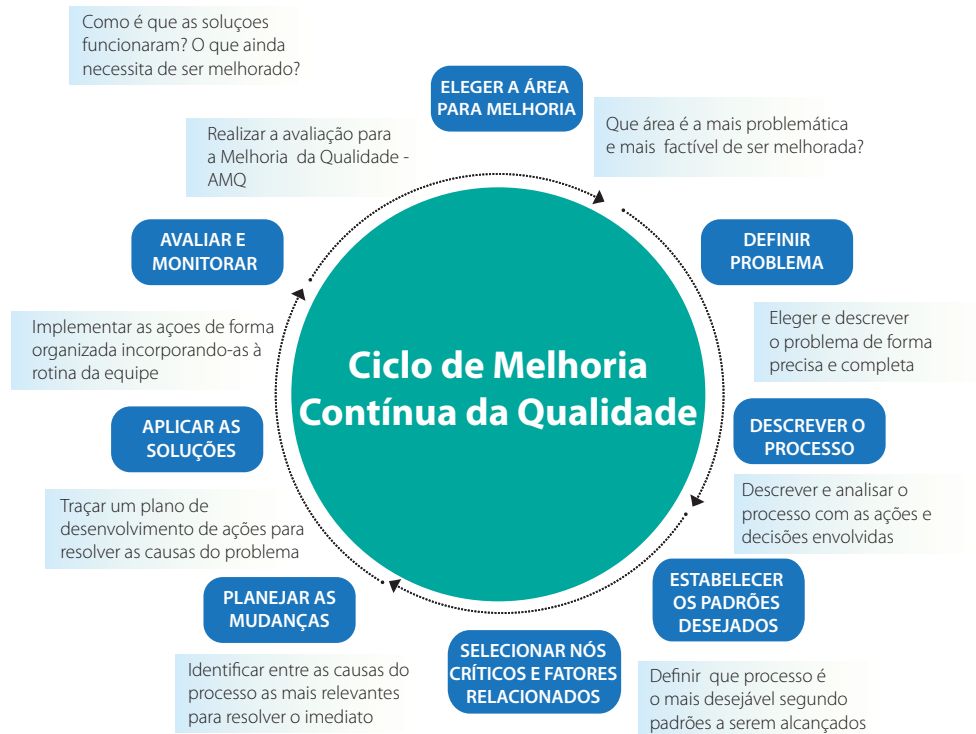 Como é que as soluçoes
funcionaram? O que ainda
necessita de ser melhorado?
ELEGER A ÁREA
PARA MELHORIA
Que área é a mais problemática
e mais factível de ser melhorada?
Realizar a avaliação para
a Melhoria da Qualidade -
AMQ
AVALIAR E
MONITORAR
DEFINIR
PROBLEMA
Implementar as açoes de forma
organizada incorporando-as à
rotina da equipe
Eleger e descrever
o problema de forma
precisa e completa
Ciclo de Melhoria
Contínua da Qualidade
APLICAR AS
SOLUÇÕES
DESCREVER O
PROCESSO
Traçar um plano de
desenvolvimento de ações para
resolver as causas do problema
Descrever e analisar o
processo com as ações e
decisões envolvidas
PLANEJAR AS
MUDANÇAS
ESTABELECER
OS PADRÕES
DESEJADOS
SELECIONAR NÓS
CRÍTICOS E FATORES
RELACIONADOS
Identificar entre as causas do
processo as mais relevantes
para resolver o imediato
Definir que processo é
o mais desejável segundo
padrões a serem alcançados